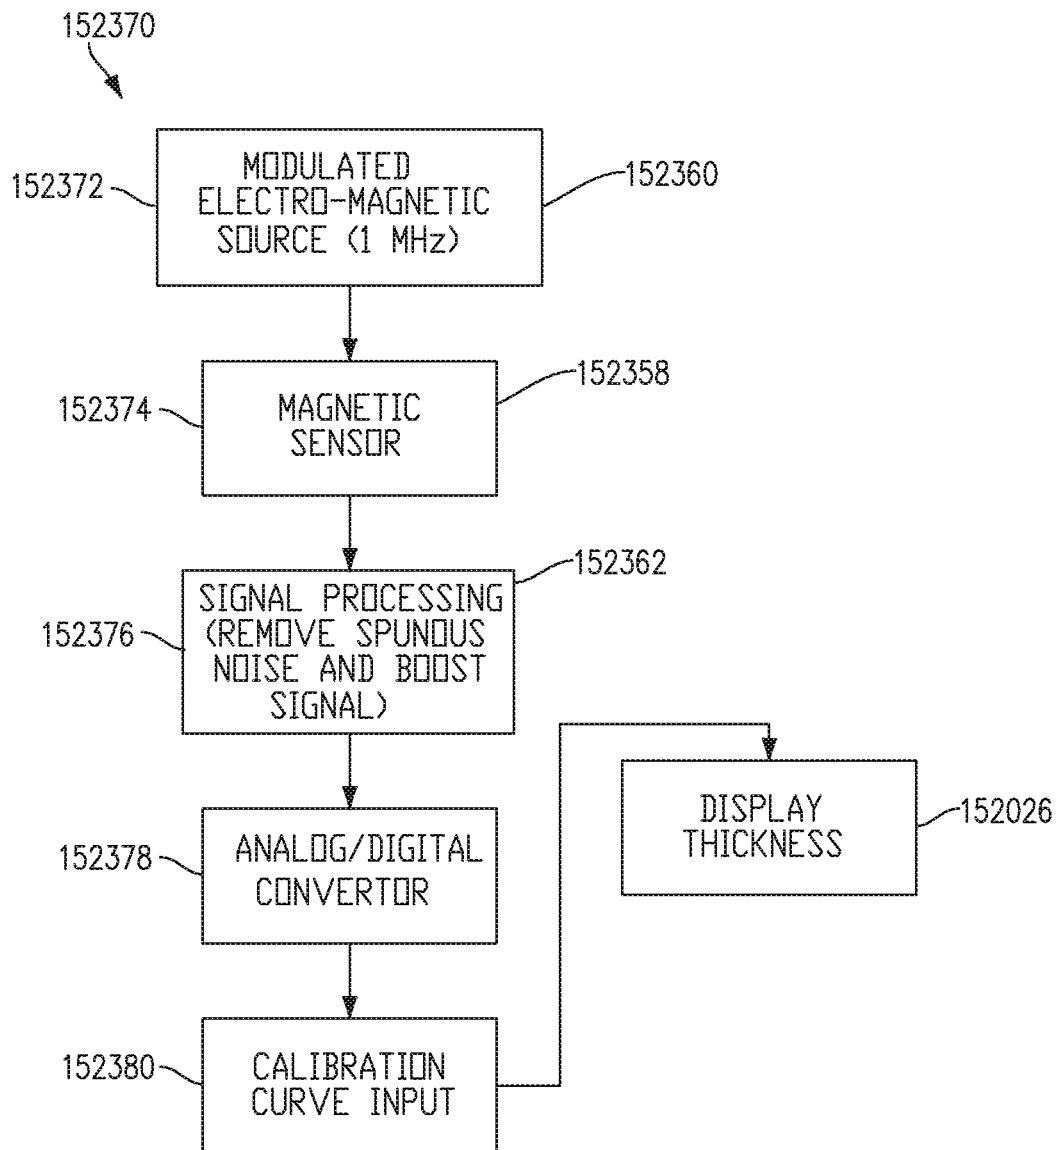 152370
152372
MODULATED
ELECTRO-MAGNETIC
SOURCE (1 MHz)
152360
152374
MAGNETIC
SENSOR
152358
152376
SIGNAL PROCESSING
(REMOVE SPUNOUS
NOISE AND BOOST
SIGNAL)
152362
152378
ANALOG/DIGITAL
CONVERTOR
DISPLAY
THICKNESS
152026
152380
CALIBRATION
CURVE INPUT